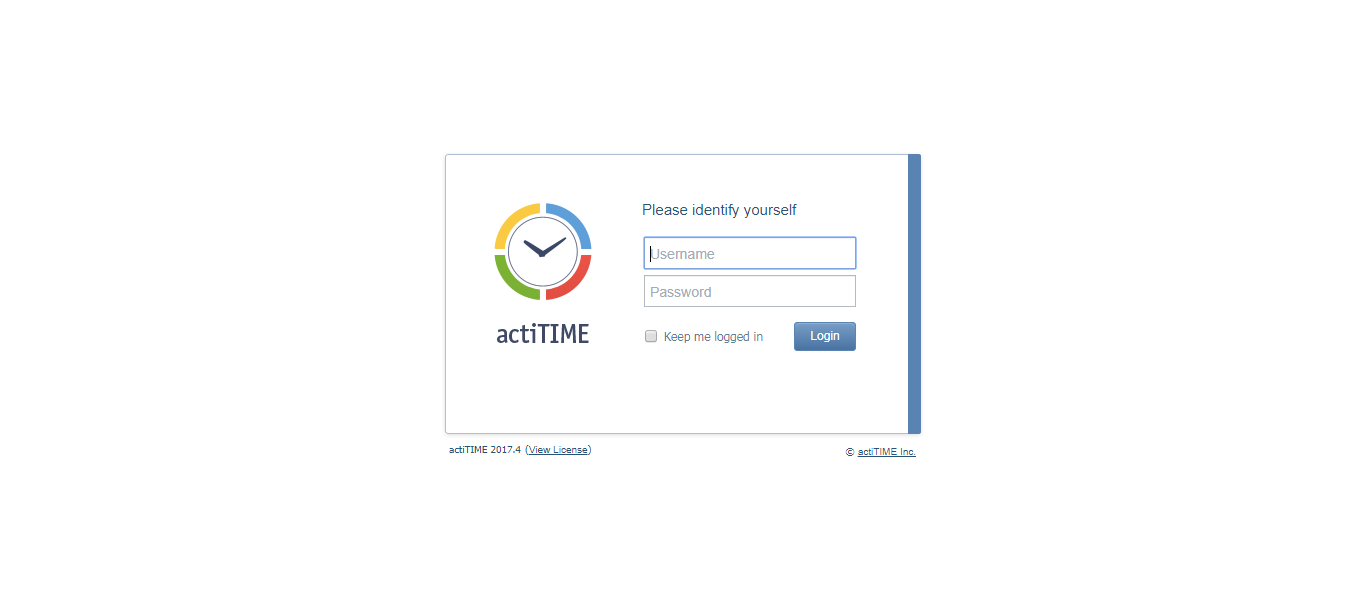 Please identify yourself
Username
Password
actiTIME
Keep me logged in
Login
actiTIME 2017.4 (View License)
© actiTIME Inc.